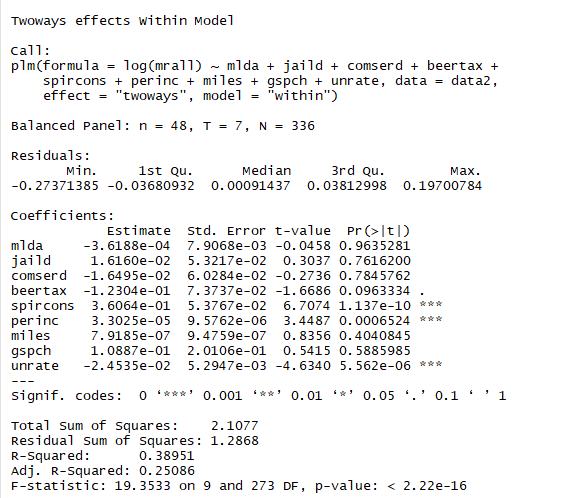 Twoways effects Within Model
Call:
plm(formula = log(mrall) ~ mlda + jaild + comserd + beertax +
spircons + perinc + miles + gspch + unrate, data = data2,
effect = "twoways", model = "within")
Balanced Panel: n = 48, T = 7, N = 336
Residuals:
Min. 1st Qu. Median 3rd Qu. Max.
-0.27371385 -0.03680932 0.00091437 0.03812998 0.19700784
Coefficients:
Estimate Std. Error t-value Pr(>|t|)
mlda -3.6188e-04 7.9068e-03 -0.0458 0.9635281
jaild 1.6160e-02 5.3217e-02 0.3037 0.7616200
comserd -1.6495e-02 6.0284e-02 -0.2736 0.7845762
beertax -1.2304e-01 7.3737e-02 -1.6686 0.0963334 .
spircons 3.6064e-01 5.3767e-02 6.7074 1.137e-10 ***
perinc 3.3025e-05 9.5762e-06 3.4487 0.0006524 ***
miles 7.9185e-07 9.4759e-07 0.8356 0.4040845
gspch 1.0887e-01 2.0106e-01 0.5415 0.5885985
unrate -2.4535e-02 5.2947e-03 -4.6340 5.562e-06 ***
---
Signif. codes: 0 ‘***’ 0.001 ‘**’ 0.01 ‘*’ 0.05 ‘.’ 0.1 ‘ ’ 1
Total Sum of Squares: 2.1077
Residual Sum of Squares: 1.2868
R-Squared: 0.38951
Adj. R-Squared: 0.25086
F-statistic: 19.3533 on 9 and 273 DF, p-value: < 2.22e-16